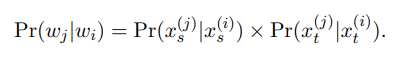 Pr(w_j|w_i) = Pr(x_s^{(j)}|x_s^{(i)}) × Pr(x_t^{(j)}|x_t^{(i)}).